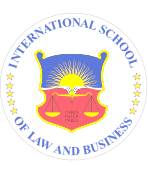 INTERNATIONAL SCHOOL
OF LAW AND BUSINESS